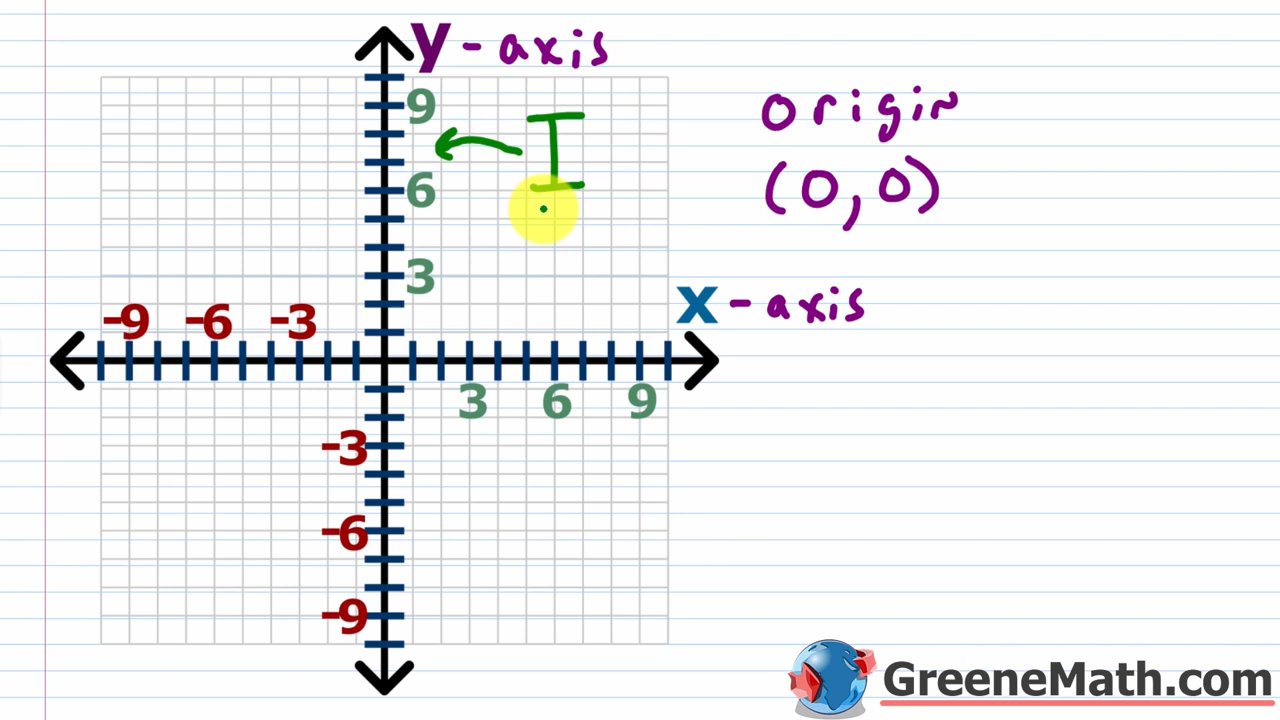 y - axis
origin
9
I
(0,0)
6
3
x - axis
-9 -6 -3
3 6 9
-3
-6
-9
GreeneMath.com